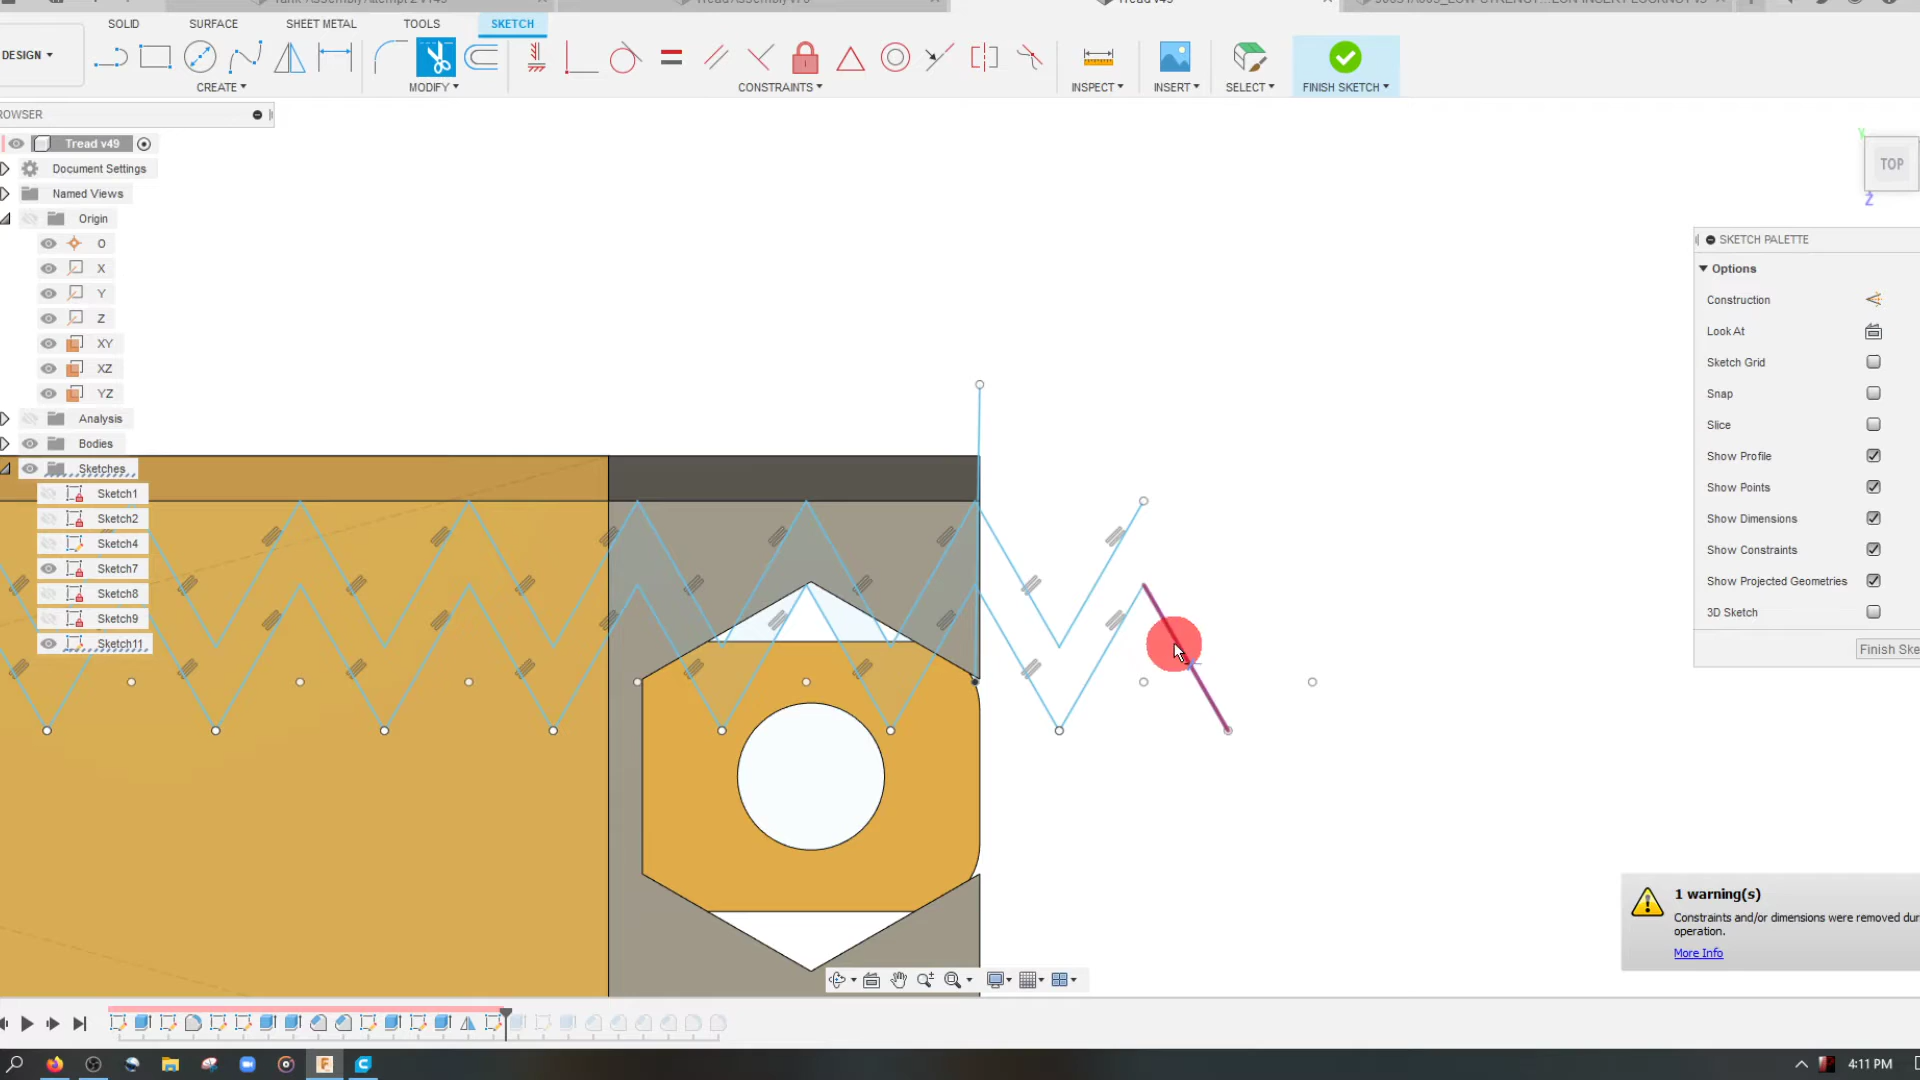 Tread v49
SOLID SURFACE SHEET METAL TOOLS SKETCH
DESIGN
CREATE MODIFY CONSTRAINTS INSPECT INSERT SELECT FINISH SKETCH
ROWSER
Tread v49
Document Settings
Named Views
Origin
O
X
Y
Z
XY
XZ
YZ
Analysis
Bodies
Sketches
Sketch1
Sketch2
Sketch4
Sketch7
Sketch8
Sketch9
Sketch11
Y
TOP
Z
SKETCH PALETTE
Options
Construction
Look At
Sketch Grid
Snap
Slice
Show Profile
Show Points
Show Dimensions
Show Constraints
Show Projected Geometries
3D Sketch
Finish Ske
1 warning(s)
Constraints and/or dimensions were removed dur
operation.
More Info
4:11 PM